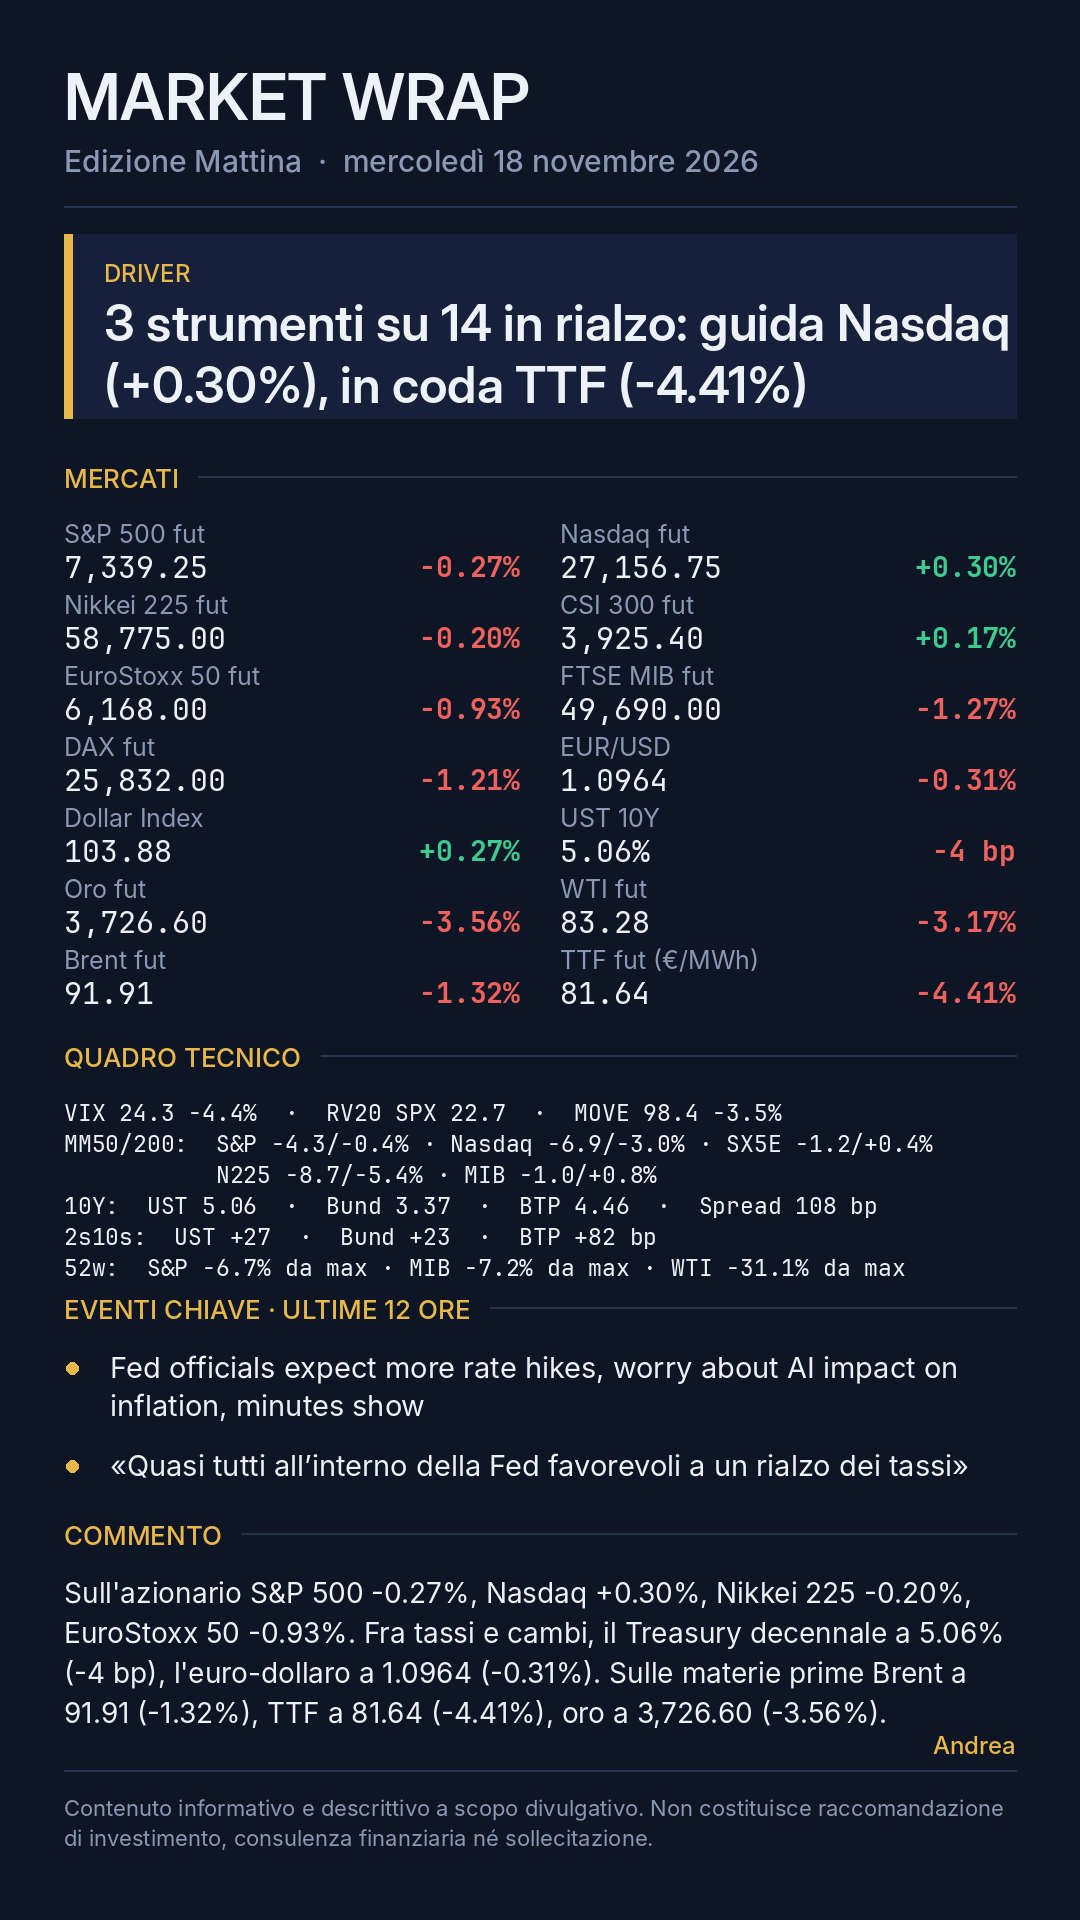 MARKET WRAP
Edizione Mattina · mercoledì 18 novembre 2026
DRIVER
3 strumenti su 14 in rialzo: guida Nasdaq
(+0.30%), in coda TTF (-4.41%)
MERCATI
S&P 500 fut
7,339.25 -0.27%
Nasdaq fut
27,156.75 +0.30%
Nikkei 225 fut
58,775.00 -0.20%
CSI 300 fut
3,925.40 +0.17%
EuroStoxx 50 fut
6,168.00 -0.93%
FTSE MIB fut
49,690.00 -1.27%
DAX fut
25,832.00 -1.21%
EUR/USD
1.0964 -0.31%
Dollar Index
103.88 +0.27%
UST 10Y
5.06% -4 bp
Oro fut
3,726.60 -3.56%
WTI fut
83.28 -3.17%
Brent fut
91.91 -1.32%
TTF fut (€/MWh)
81.64 -4.41%
QUADRO TECNICO
VIX 24.3 -4.4% · RV20 SPX 22.7 · MOVE 98.4 -3.5%
MM50/200: S&P -4.3/-0.4% · Nasdaq -6.9/-3.0% · SX5E -1.2/+0.4%
N225 -8.7/-5.4% · MIB -1.0/+0.8%
10Y: UST 5.06 · Bund 3.37 · BTP 4.46 · Spread 108 bp
2s10s: UST +27 · Bund +23 · BTP +82 bp
52w: S&P -6.7% da max · MIB -7.2% da max · WTI -31.1% da max
EVENTI CHIAVE · ULTIME 12 ORE
Fed officials expect more rate hikes, worry about AI impact on
inflation, minutes show
«Quasi tutti all’interno della Fed favorevoli a un rialzo dei tassi»
COMMENTO
Sull'azionario S&P 500 -0.27%, Nasdaq +0.30%, Nikkei 225 -0.20%,
EuroStoxx 50 -0.93%. Fra tassi e cambi, il Treasury decennale a 5.06%
(-4 bp), l'euro-dollaro a 1.0964 (-0.31%). Sulle materie prime Brent a
91.91 (-1.32%), TTF a 81.64 (-4.41%), oro a 3,726.60 (-3.56%).
Andrea
Contenuto informativo e descrittivo a scopo divulgativo. Non costituisce raccomandazione
di investimento, consulenza finanziaria né sollecitazione.